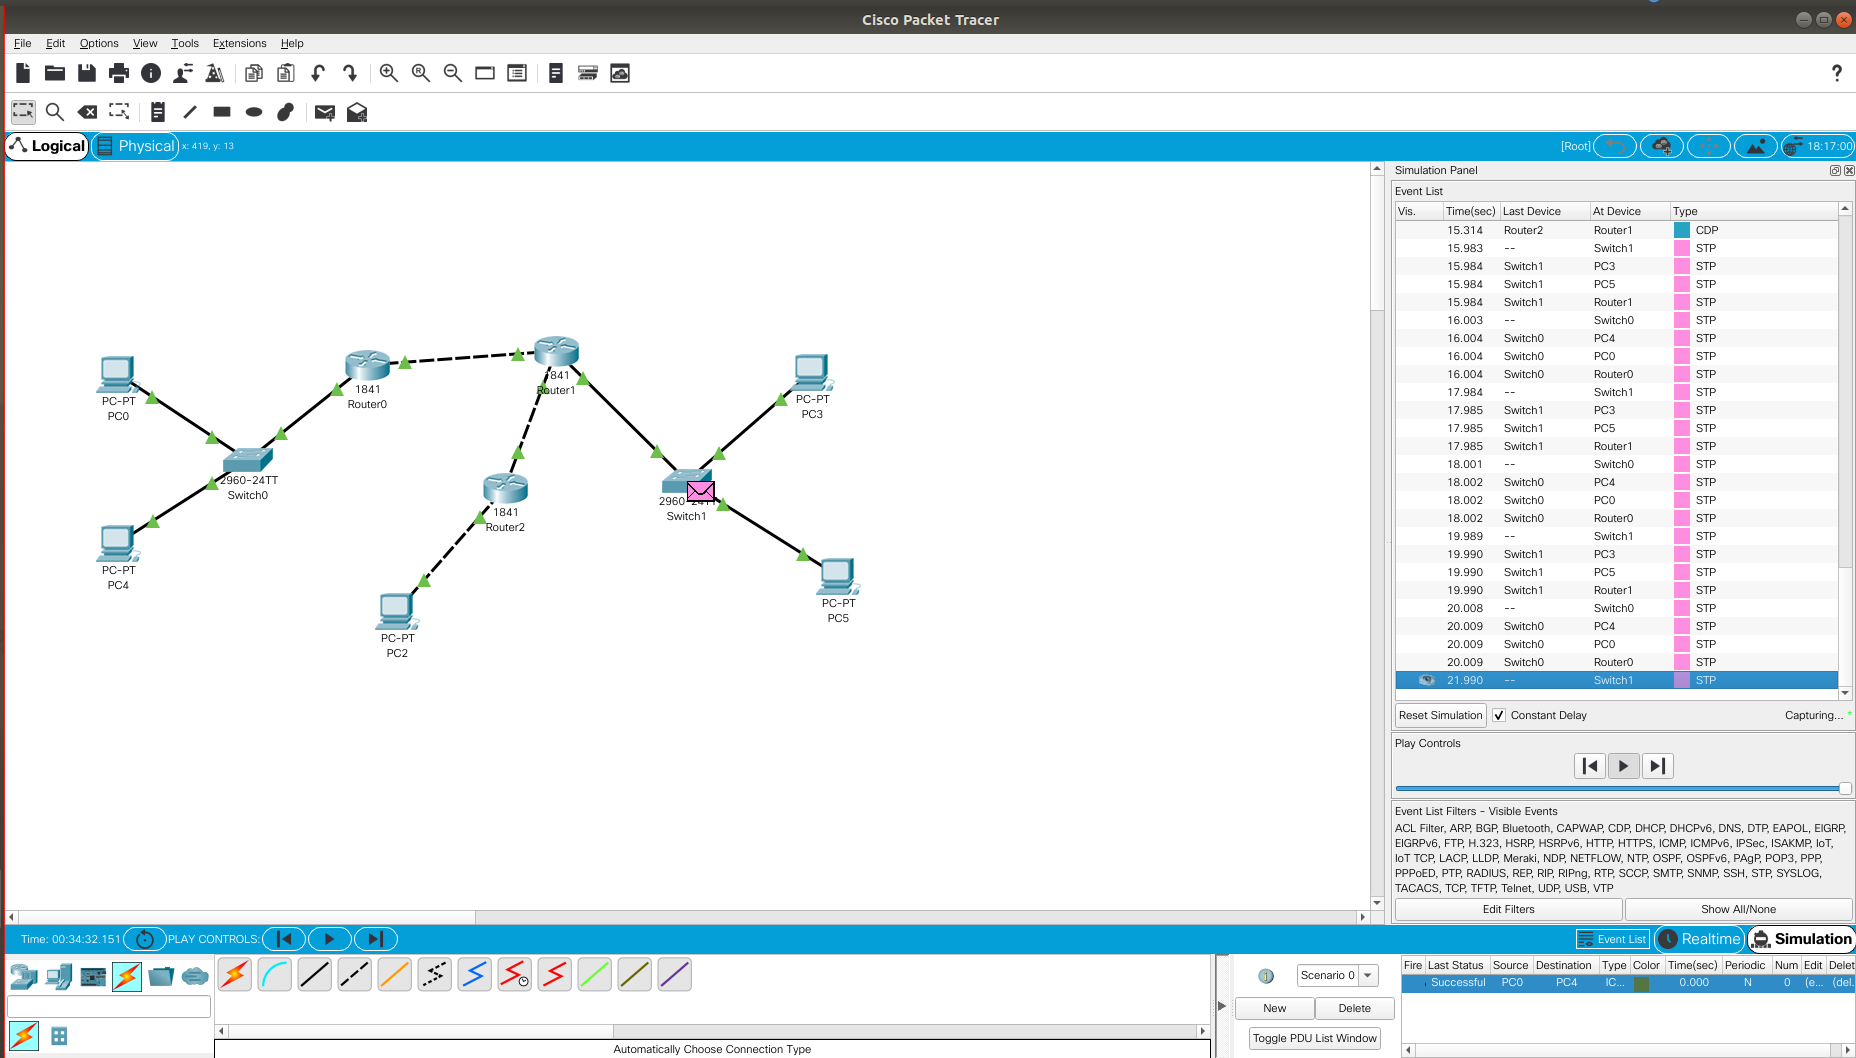 Cisco Packet Tracer
File Edit Options View Tools Extensions Help
?
Logical Physical x: 419, y: 13 [Root] 18:17:00
Simulation Panel
Event List
Vis. Time(sec) Last Device At Device Type
15.314 Router2 Router1 CDP
15.983 -- Switch1 STP
15.984 Switch1 PC3 STP
15.984 Switch1 PC5 STP
15.984 Switch1 Router1 STP
16.003 -- Switch0 STP
16.004 Switch0 PC4 STP
16.004 Switch0 PC0 STP
16.004 Switch0 Router0 STP
17.984 -- Switch1 STP
17.985 Switch1 PC3 STP
17.985 Switch1 PC5 STP
17.985 Switch1 Router1 STP
18.001 -- Switch0 STP
18.002 Switch0 PC4 STP
18.002 Switch0 PC0 STP
18.002 Switch0 Router0 STP
19.989 -- Switch1 STP
19.990 Switch1 PC3 STP
19.990 Switch1 PC5 STP
19.990 Switch1 Router1 STP
20.008 -- Switch0 STP
20.009 Switch0 PC4 STP
20.009 Switch0 PC0 STP
20.009 Switch0 Router0 STP
21.990 -- Switch1 STP
PC-PT
PC0
1841
Router0
1841
Router1
PC-PT
PC3
2960-24TT
Switch0
1841
Router2
Switch1
PC-PT
PC4
PC-PT
PC2
PC-PT
PC5
Reset Simulation Constant Delay Capturing... *
Play Controls
Event List Filters - Visible Events
ACL Filter, ARP, BGP, Bluetooth, CAPWAP, CDP, DHCP, DHCPv6, DNS, DTP, EAPOL, EIGRP,
EIGRPv6, FTP, H.323, HSRP, HSRPv6, HTTP, HTTPS, ICMP, ICMPv6, IPSec, ISAKMP, IoT,
IoT TCP, LACP, LLDP, Meraki, NDP, NETFLOW, NTP, OSPF, OSPFv6, PAgP, POP3, PPP,
PPPoED, PTP, RADIUS, REP, RIP, RIPng, RTP, SCCP, SMTP, SNMP, SSH, STP, SYSLOG,
TACACS, TCP, TFTP, Telnet, UDP, USB, VTP
Edit Filters Show All/None
Time: 00:34:32.151 PLAY CONTROLS: Event List Realtime Simulation
Scenario 0
New Delete
Toggle PDU List Window
Fire Last Status Source Destination Type Color Time(sec) Periodic Num Edit Delet
Successful PC0 PC4 IC... 0.000 N 0 (e... (del.
Automatically Choose Connection Type